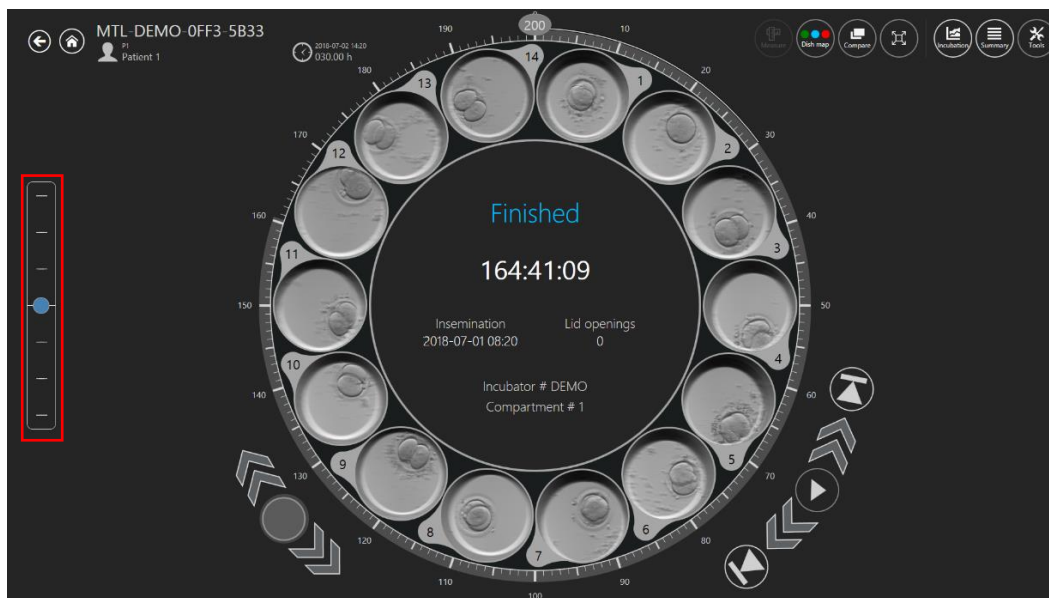 MTL-DEMO-0FF3-5B33
P1
Patient 1
2018-07-02 14:20
030.00 h
Measure
Dish map
Compare
Incubation
Summary
Tools
200
10
20
30
40
50
60
70
80
90
100
110
120
130
140
150
160
170
180
190
1
2
3
4
5
6
7
8
9
10
11
12
13
14
Finished
164:41:09
Insemination
Lid openings
2018-07-01 08:20
0
Incubator # DEMO
Compartment # 1